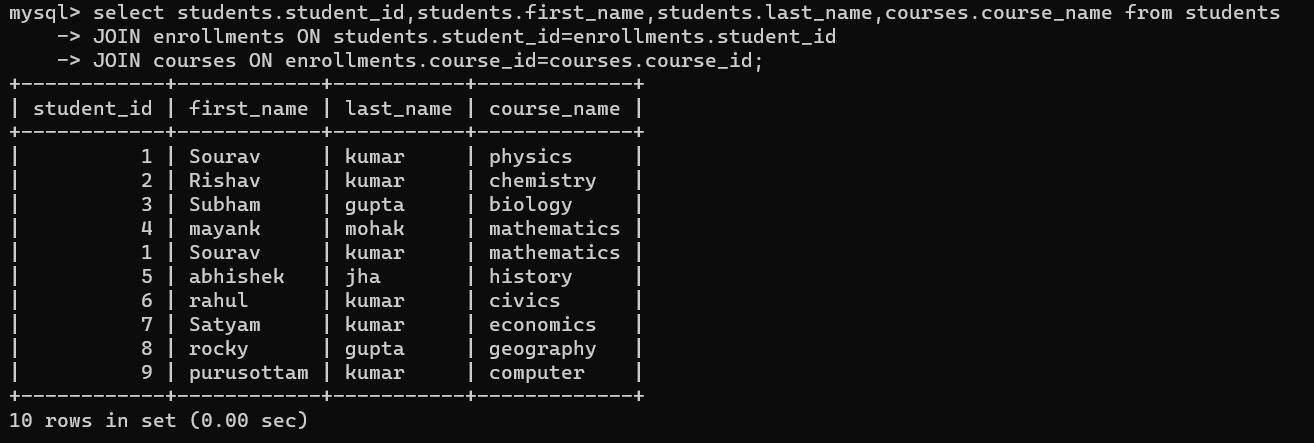 mysql> select students.student_id,students.first_name,students.last_name,courses.course_name from students
    -> JOIN enrollments ON students.student_id=enrollments.student_id
    -> JOIN courses ON enrollments.course_id=courses.course_id;
+------------+------------+-----------+-------------+
| student_id | first_name | last_name | course_name |
+------------+------------+-----------+-------------+
|          1 | Sourav     | kumar     | physics     |
|          2 | Rishav     | kumar     | chemistry   |
|          3 | Subham     | gupta     | biology     |
|          4 | mayank     | mohak     | mathematics |
|          1 | Sourav     | kumar     | mathematics |
|          5 | abhishek   | jha       | history     |
|          6 | rahul      | kumar     | civics      |
|          7 | Satyam     | kumar     | economics   |
|          8 | rocky      | gupta     | geography   |
|          9 | purusottam | kumar     | computer    |
+------------+------------+-----------+-------------+
10 rows in set (0.00 sec)